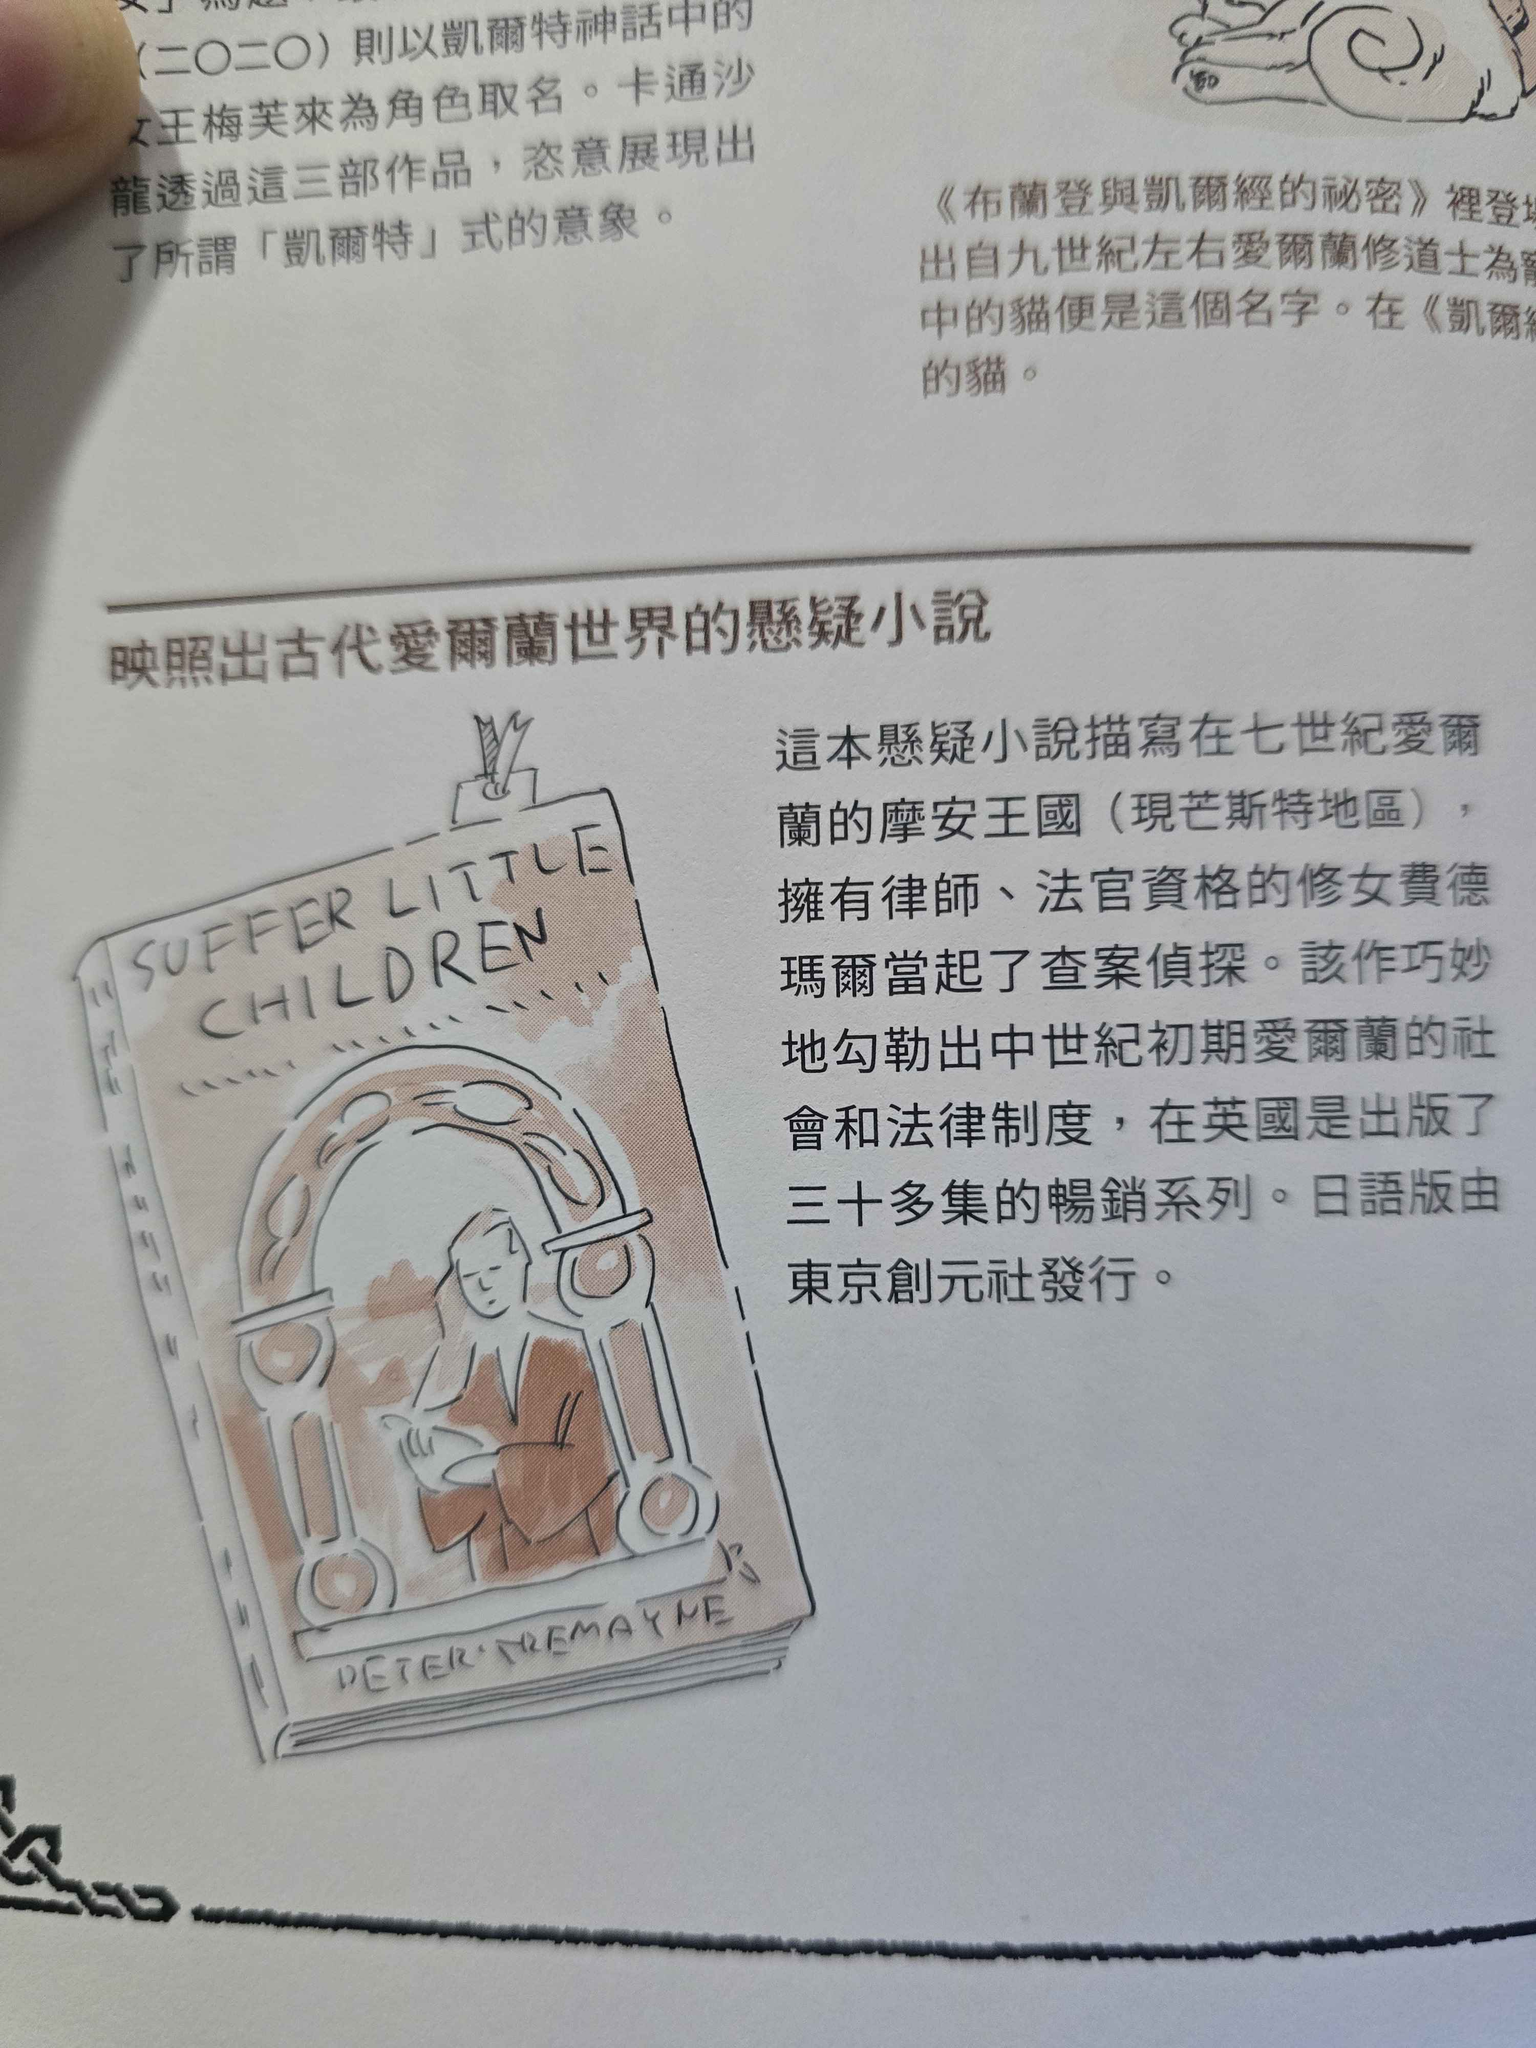 （二〇二〇）則以凱爾特神話中的
女王梅芙來為角色取名。卡通沙
龍透過這三部作品，恣意展現出
了所謂「凱爾特」式的意象。
《布蘭登與凱爾經的祕密》裡登
出自九世紀左右愛爾蘭修道士為
中的貓便是這個名字。在《凱爾
的貓。
映照出古代愛爾蘭世界的懸疑小說
SUFFER LITTLE
CHILDREN
PETER TREMAYNE
這本懸疑小說描寫在七世紀愛爾
蘭的摩安王國（現芒斯特地區），
擁有律師、法官資格的修女費德
瑪爾當起了查案偵探。該作巧妙
地勾勒出中世紀初期愛爾蘭的社
會和法律制度，在英國是出版了
三十多集的暢銷系列。日語版由
東京創元社發行。